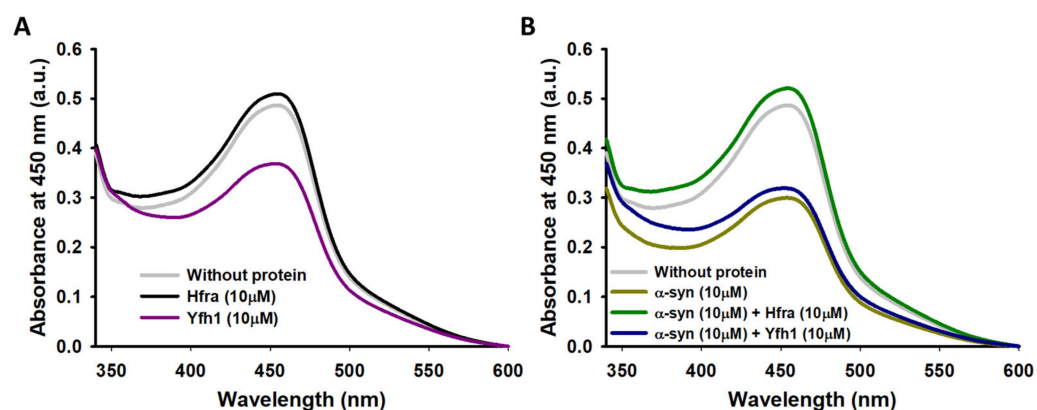 A
Absorbance at 450 nm (a.u.)
0.6
0.5
0.4
0.3
0.2
0.1
0.0
Without protein
Hfra (10μM)
Yfh1 (10μM)
350 400 450 500 550 600
Wavelength (nm)
B
Absorbance at 450 nm (a.u.)
0.6
0.5
0.4
0.3
0.2
0.1
0.0
Without protein
α-syn (10μM)
α-syn (10μM) + Hfra (10μM)
α-syn (10μM) + Yfh1 (10μM)
350 400 450 500 550 600
Wavelength (nm)